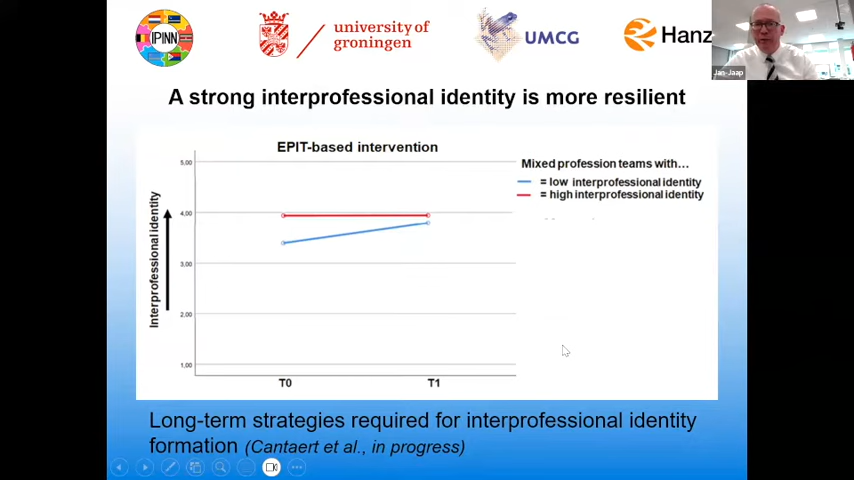 IPINN
university of
groningen
UMCG
Hanz
Jan-Jaap
A strong interprofessional identity is more resilient
EPIT-based intervention
Mixed profession teams with...
= low interprofessional identity
= high interprofessional identity
Interprofessional identity
5,00
4,00
3,00
2,00
1,00
T0
T1
Long-term strategies required for interprofessional identity
formation (Cantaert et al., in progress)